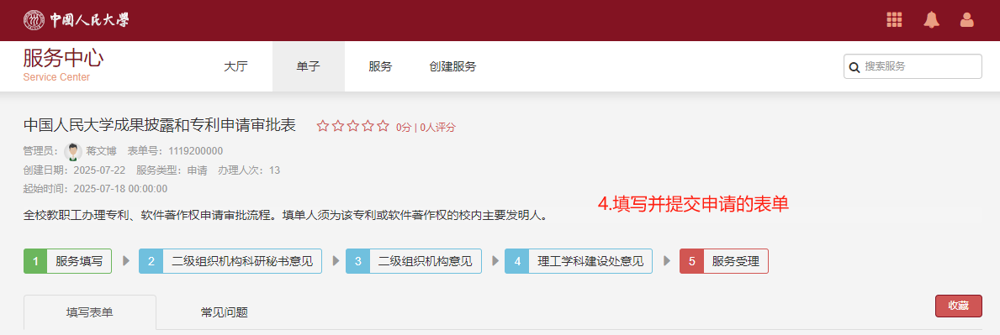 中国人民大学
服务中心
Service Center
大厅 单子 服务 创建服务
搜索服务
中国人民大学成果披露和专利申请审批表 0分 | 0人评分
管理员: 蒋文博 表单号: 1119200000
创建日期: 2025-07-22 服务类型: 申请 办理人次: 13
起始时间: 2025-07-18 00:00:00
4.填写并提交申请的表单
全校教职工办理专利、软件著作权申请审批流程。填单人须为该专利或软件著作权的校内主要发明人。
1 服务填写 2 二级组织机构科研秘书意见 3 二级组织机构意见 4 理工学科建设处意见 5 服务受理
填写表单 常见问题 收藏